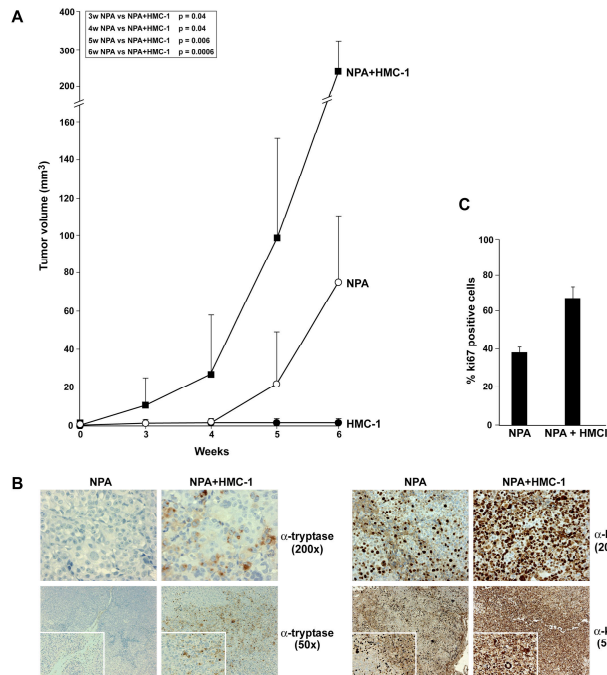 A
3w NPA vs NPA+HMC-1 p = 0.04
4w NPA vs NPA+HMC-1 p = 0.04
5w NPA vs NPA+HMC-1 p = 0.006
6w NPA vs NPA+HMC-1 p = 0.0006
400
300
200
140
120
100
80
60
40
20
0
Tumor volume (mm³)
NPA+HMC-1
NPA
HMC-1
0 3 4 5 6
Weeks
C
100
80
60
40
20
0
% ki67 positive cells
NPA NPA + HMCI
B
NPA NPA+HMC-1
α-tryptase
(200x)
α-tryptase
(50x)
NPA NPA+HMC-1